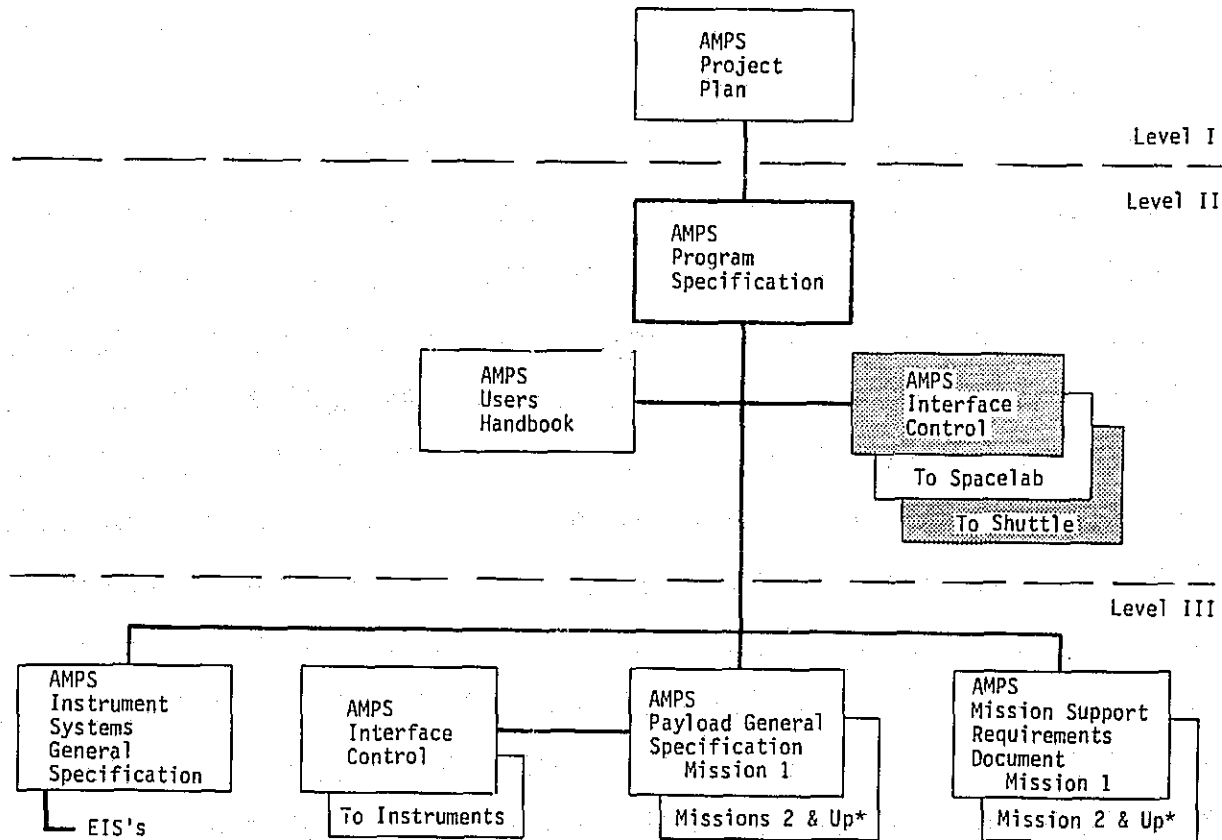 AMPS
Project
Plan
Level I
Level II
AMPS
Program
Specification
AMPS
Users
Handbook
AMPS
Interface
Control
To Spacelab
To Shuttle
Level III
AMPS
Instrument
Systems
General
Specification
EIS's
AMPS
Interface
Control
To Instruments
AMPS
Payload General
Specification
Mission 1
Missions 2 & Up*
AMPS
Mission Support
Requirements
Document
Mission 1
Mission 2 & Up*